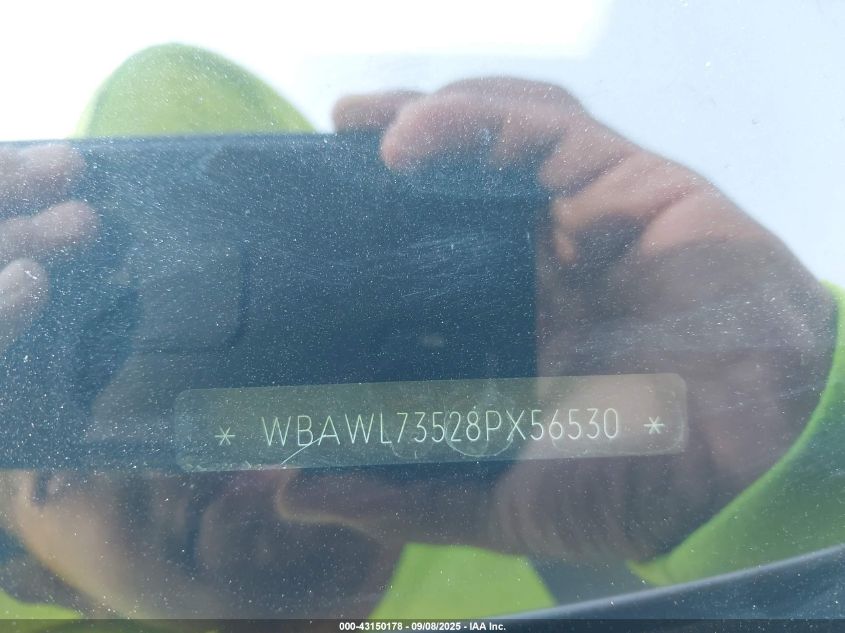 * WBAWL73528PX56530 *
000-43150178 - 09/08/2025 - IAA Inc.